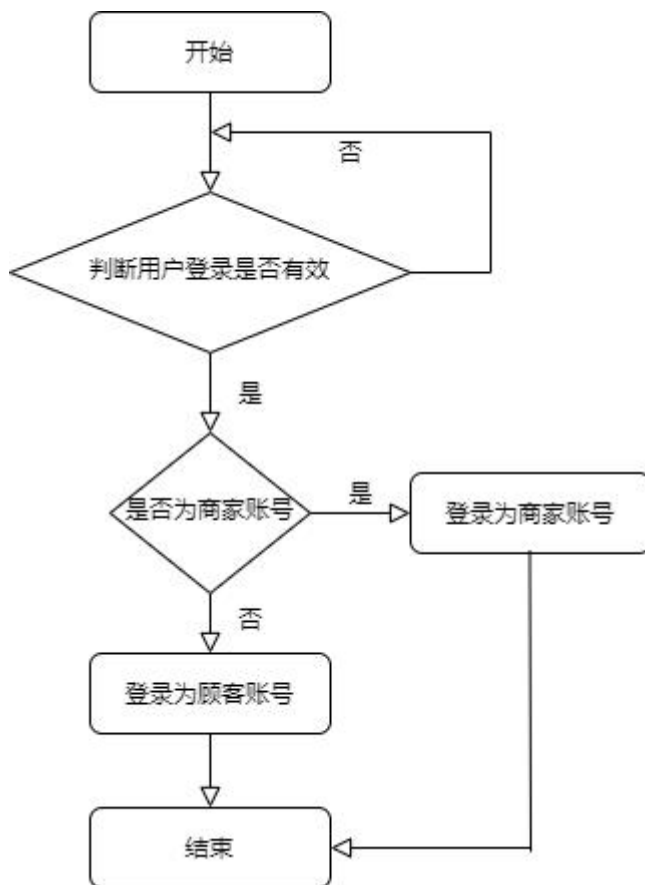 开始
否
判断用户登录是否有效
是
是否为商家账号
是
登录为商家账号
否
登录为顾客账号
结束